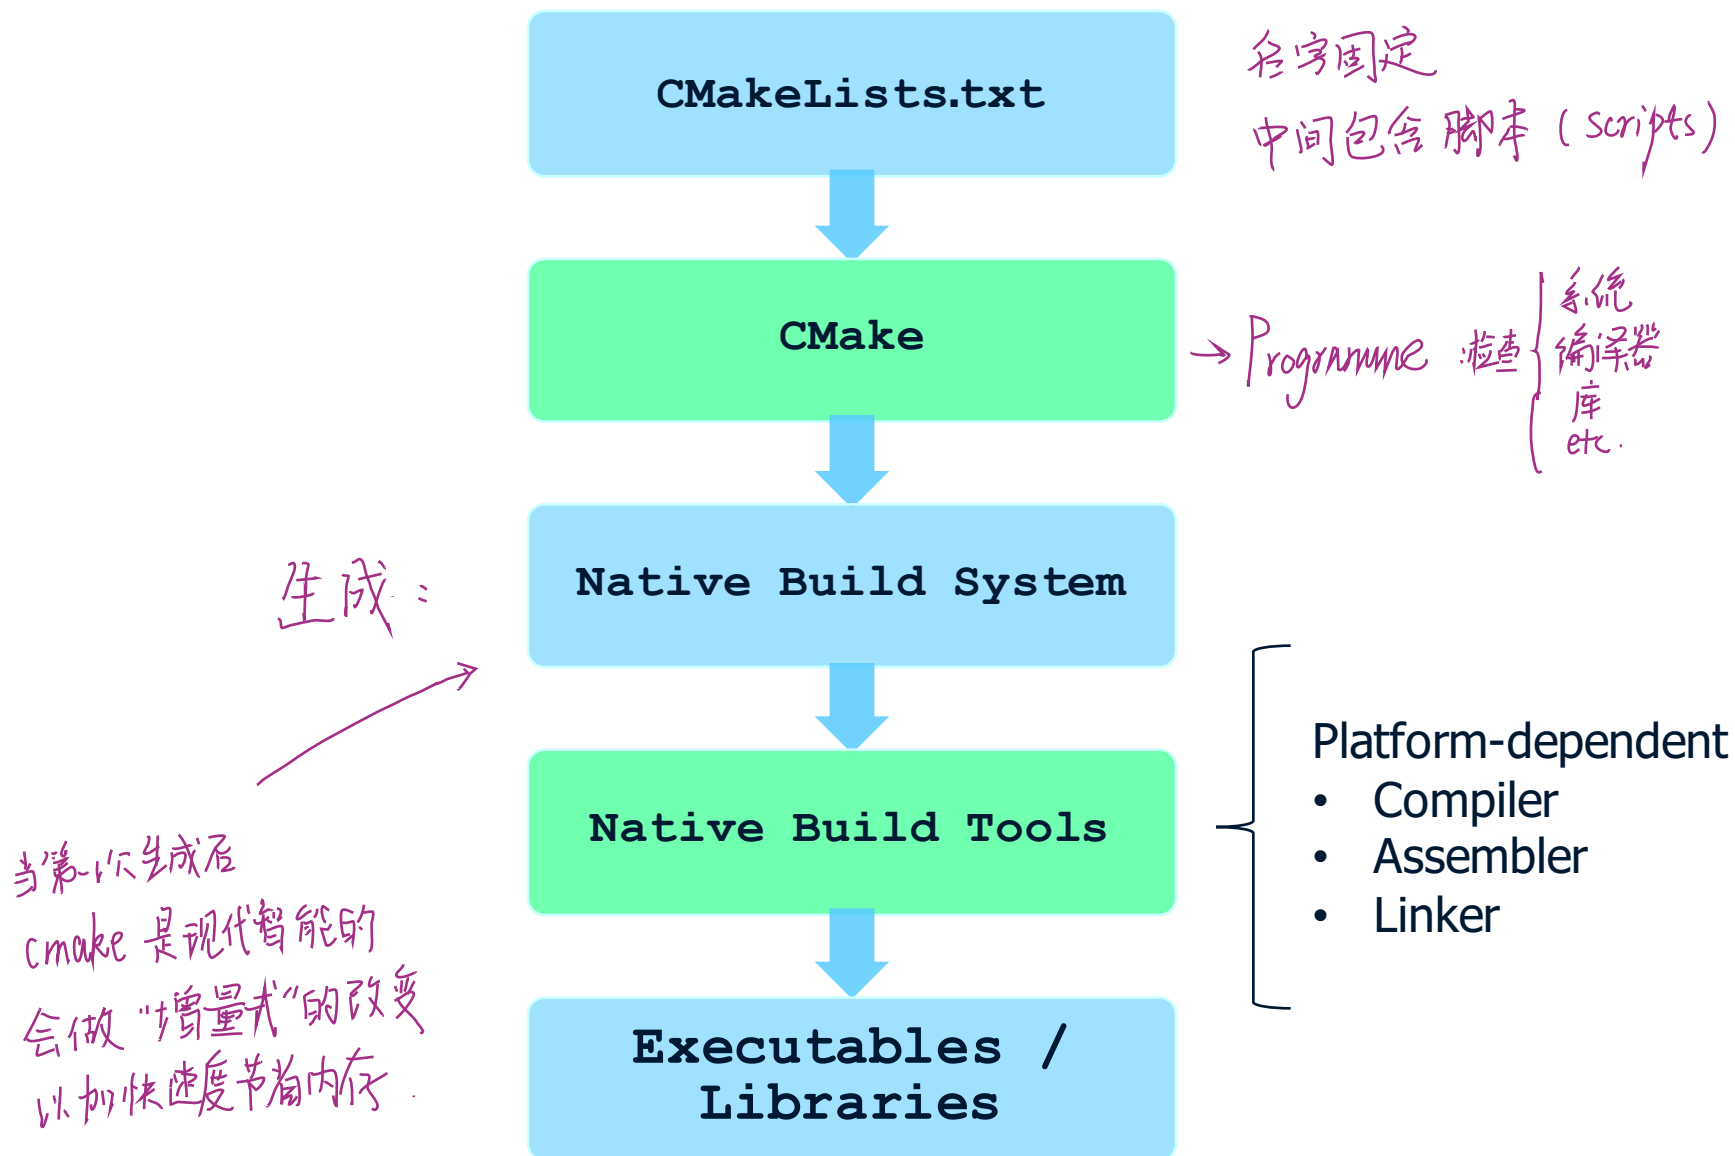 CMakeLists.txt
名字固定
中间包含 脚本 (scripts)
CMake
Programme 检查
系统
编译器
库
etc.
Native Build System
生成:
Native Build Tools
Platform-dependent
• Compiler
• Assembler
• Linker
当第一次生成后
cmake 是现代智能的
会做 "增量式" 的改变
以加快速度节省内存.
Executables /
Libraries